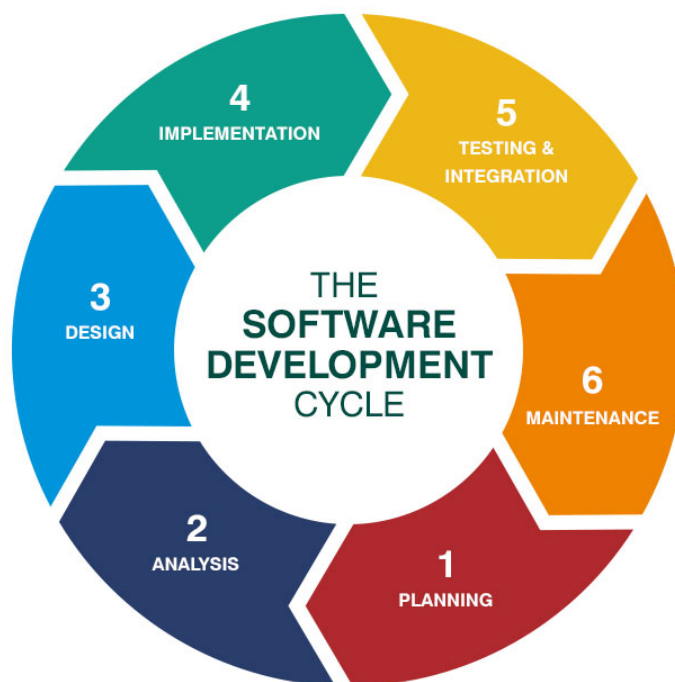 THE
SOFTWARE
DEVELOPMENT
CYCLE
1
PLANNING
2
ANALYSIS
3
DESIGN
4
IMPLEMENTATION
5
TESTING &
INTEGRATION
6
MAINTENANCE